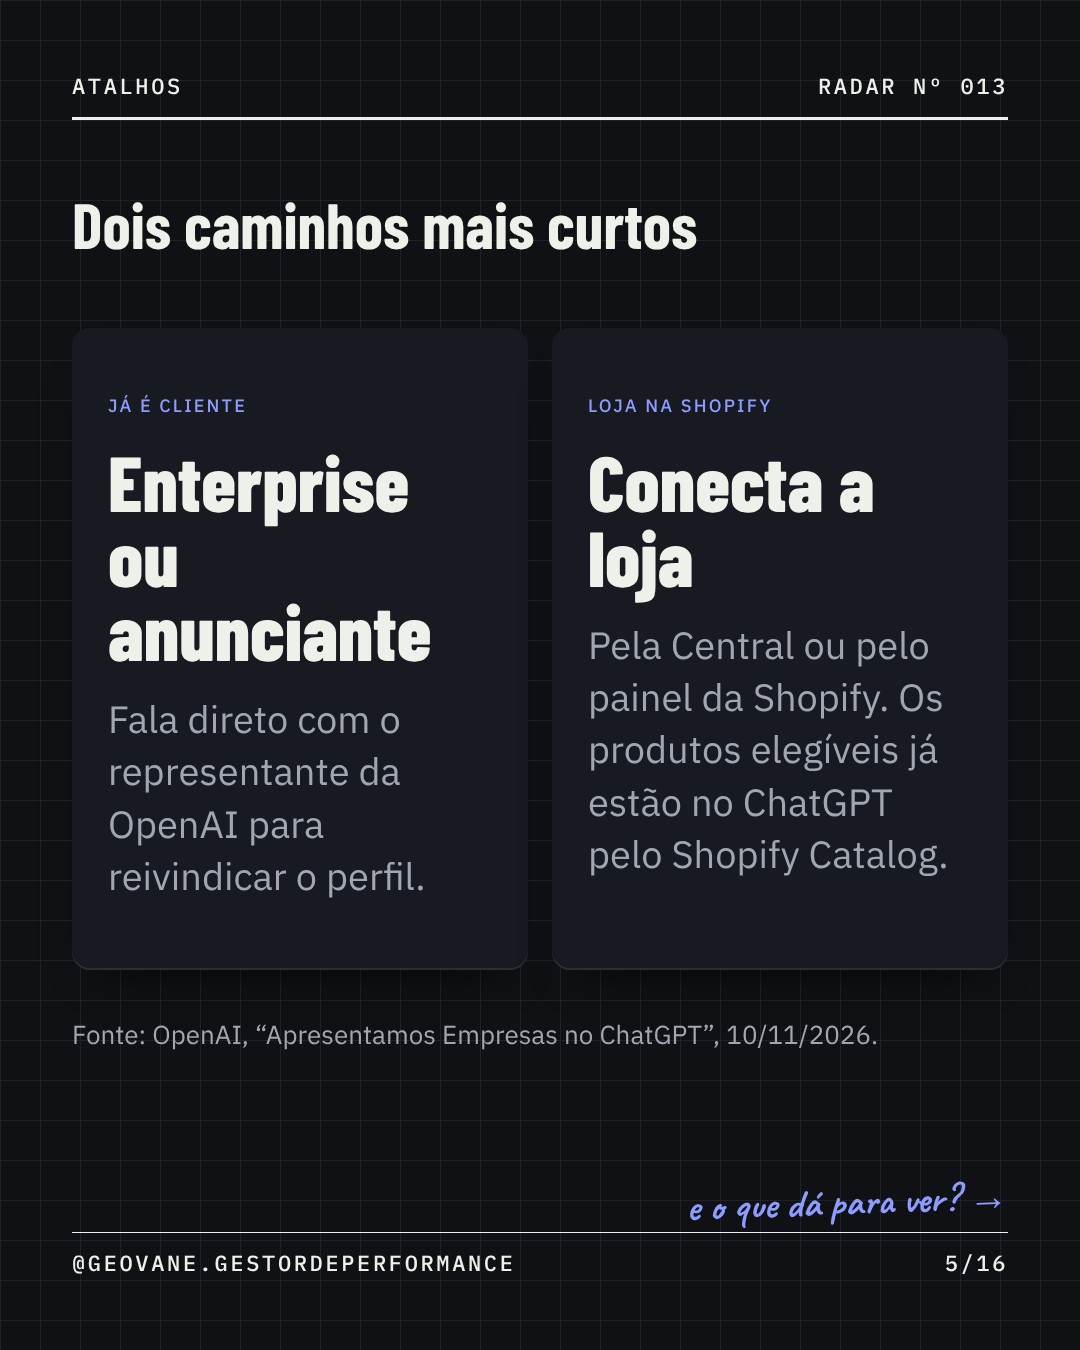 ATALHOS
RADAR Nº 013
Dois caminhos mais curtos
JÁ É CLIENTE
Enterprise
ou
anunciante
Fala direto com o
representante da
OpenAI para
reivindicar o perfil.
LOJA NA SHOPIFY
Conecta a
loja
Pela Central ou pelo
painel da Shopify. Os
produtos elegíveis já
estão no ChatGPT
pelo Shopify Catalog.
Fonte: OpenAI, “Apresentamos Empresas no ChatGPT”, 10/11/2026.
e o que dá para ver? →
@GEOVANE.GESTORDEPERFORMANCE
5/16